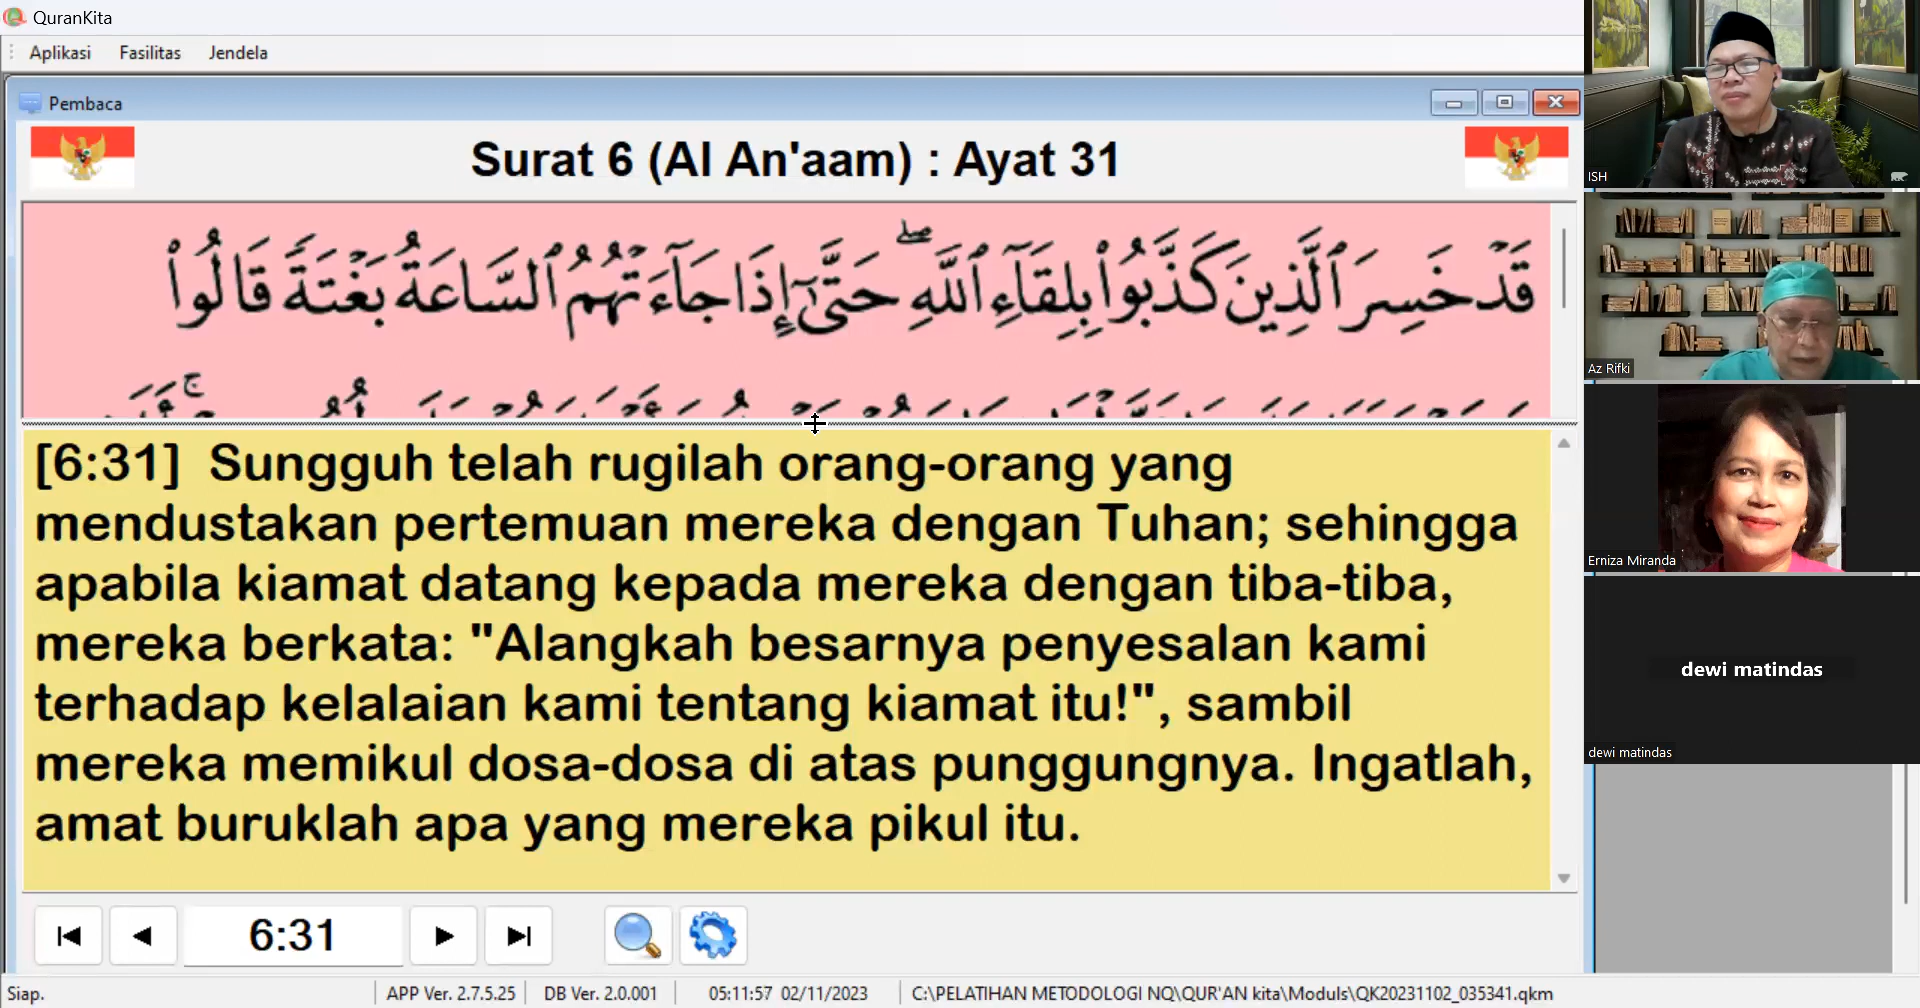 QuranKita
Aplikasi Fasilitas Jendela
Pembaca
Surat 6 (Al An'aam) : Ayat 31
قَدْ خَسِرَ ٱلَّذِينَ كَذَّبُوا۟ بِلِقَآءِ ٱللَّهِ ۖ حَتَّىٰٓ إِذَا جَآءَتْهُمُ ٱلسَّاعَةُ بَغْتَةً قَالُوا۟
[6:31] Sungguh telah rugilah orang-orang yang
mendustakan pertemuan mereka dengan Tuhan; sehingga
apabila kiamat datang kepada mereka dengan tiba-tiba,
mereka berkata: "Alangkah besarnya penyesalan kami
terhadap kelalaian kami tentang kiamat itu!", sambil
mereka memikul dosa-dosa di atas punggungnya. Ingatlah,
amat buruklah apa yang mereka pikul itu.
6:31
Siap. APP Ver. 2.7.5.25 DB Ver. 2.0.001 05:11:57 02/11/2023 C:\PELATIHAN METODOLOGI NQ\QUR'AN kita\Moduls\QK20231102_035341.qkm
ISH
Az Rifki
Erniza Miranda
dewi matindas
dewi matindas